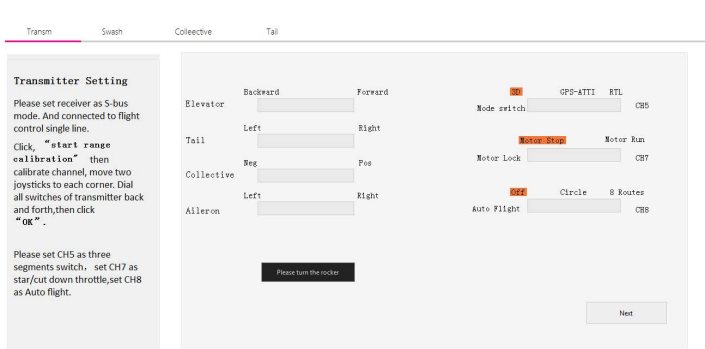 Transm Swash Colleective Tail
Transmitter Setting
Please set receiver as S-bus
mode. And connected to flight
control single line.
Click, “start range
calibration” then
calibrate channel, move two
joysticks to each corner. Dial
all switches of transmitter back
and forth,then click
“OK”.
Please set CH5 as three
segments switch, set CH7 as
star/cut down throttle,set CH8
as Auto flight.
Backward Forward
Elevator
Left Right
Tail
Neg Pos
Collective
Left Right
Aileron
Please turn the rocker
3D GPS-ATTI RTL
Mode switch CH5
Motor Stop Motor Run
Motor Lock CH7
Off Circle 8 Routes
Auto Flight CH8
Next